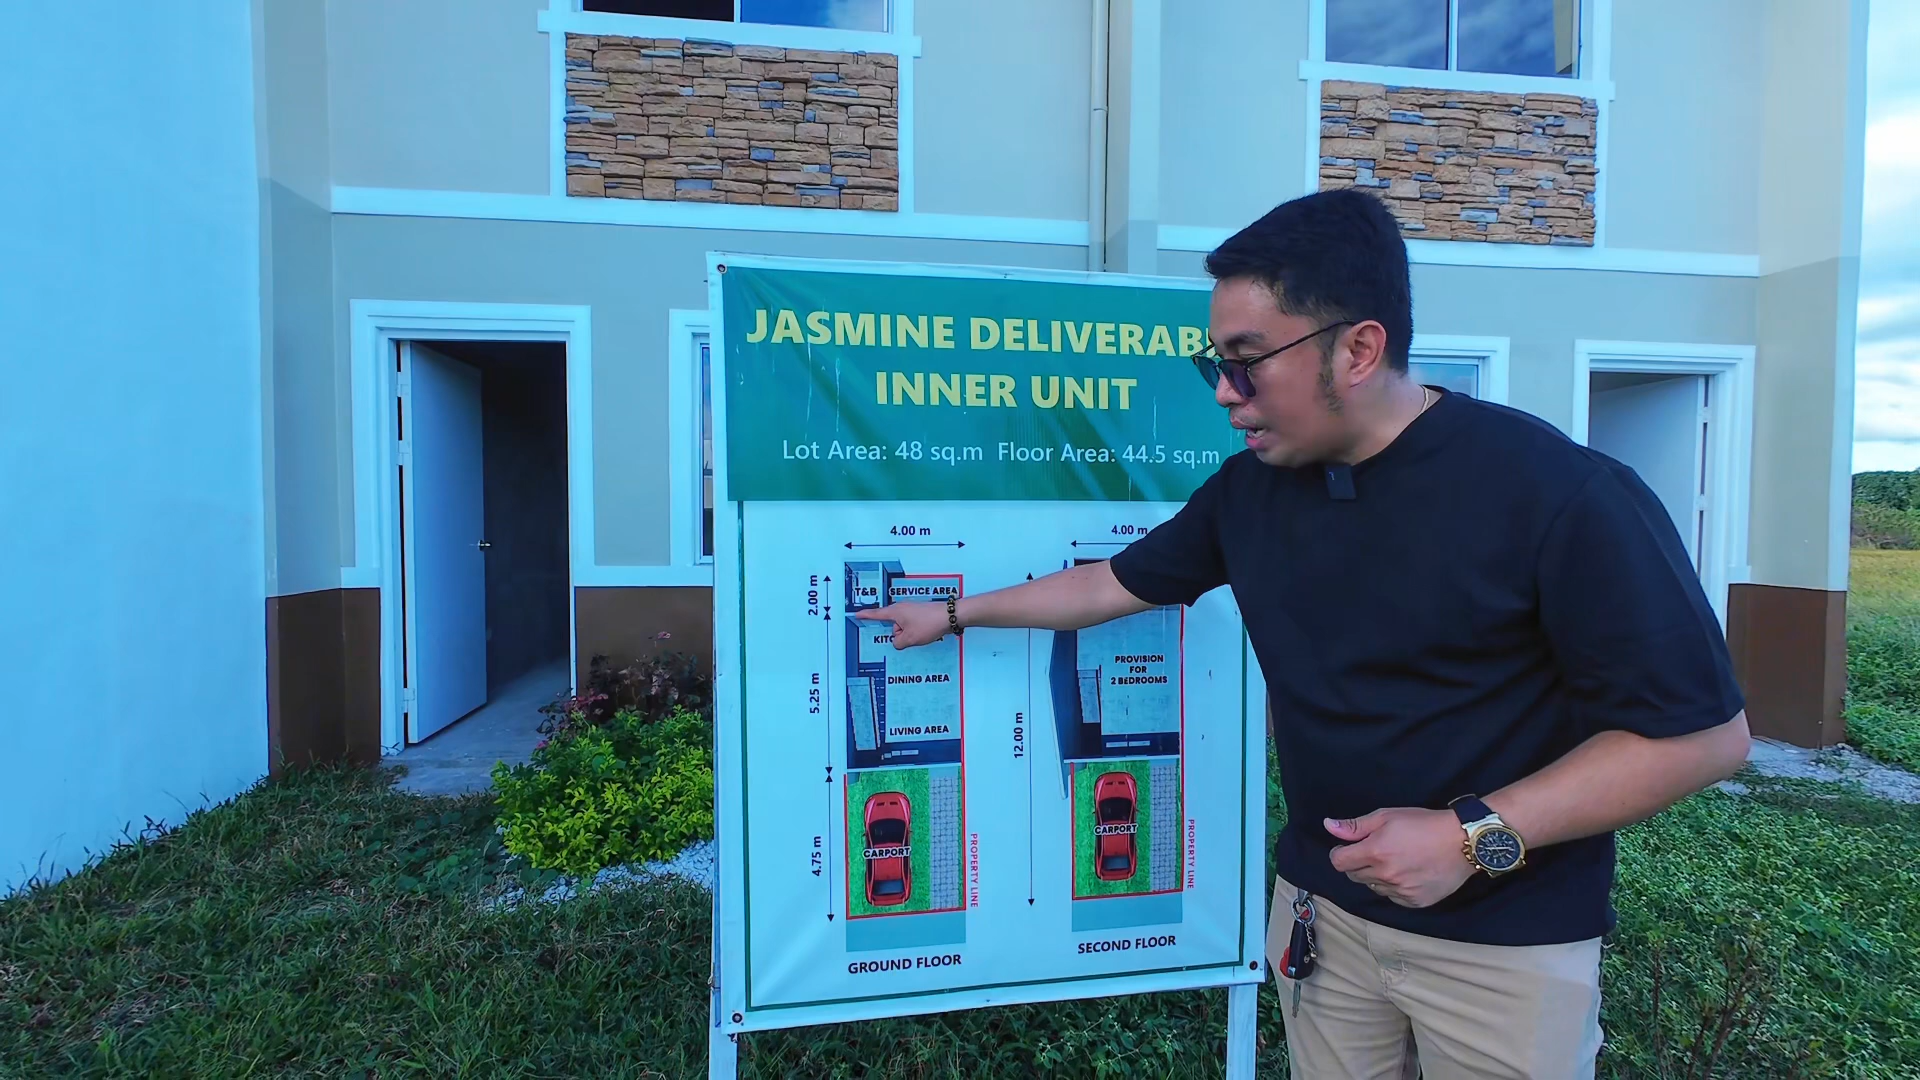 JASMINE DELIVERAB
INNER UNIT
Lot Area: 48 sq.m Floor Area: 44.5 sq.m
4.00 m
4.00 m
2.00 m
T&B
SERVICE AREA
5.25 m
DINING AREA
LIVING AREA
PROVISION
FOR
2 BEDROOMS
12.00 m
4.75 m
CARPORT
CARPORT
PROPERTY LINE
PROPERTY LINE
GROUND FLOOR
SECOND FLOOR